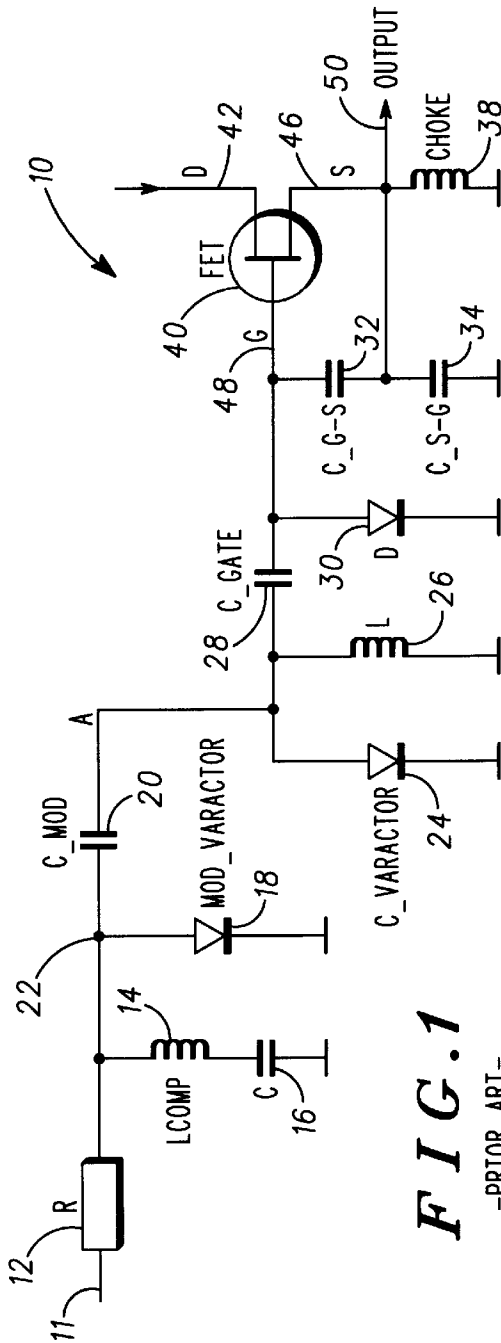 10
11
12
R
LCOMP
14
C
16
22
C_MOD
20
MOD_VARACTOR
18
A
C_VARACTOR
24
L
26
C_GATE
28
D
30
48
G
40
FET
D
42
46
S
C_G-S
32
C_S-G
34
50
OUTPUT
CHOKE
38
FIG.1
-PRIOR ART-